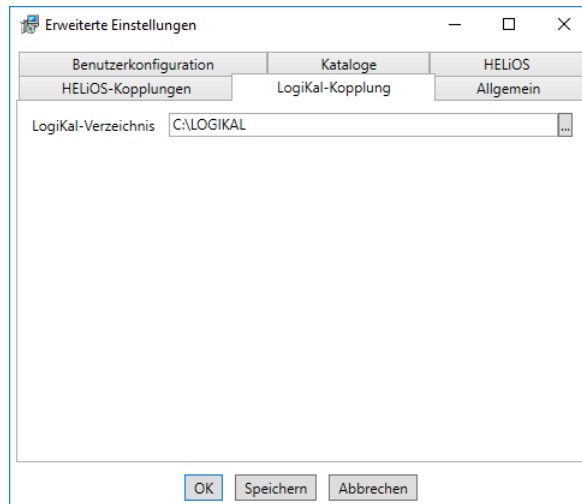 Erweiterte Einstellungen
Benutzerkonfiguration Kataloge HELiOS
HELiOS-Kopplungen LogiKal-Kopplung Allgemein
LogiKal-Verzeichnis C:\LOGIKAL ...
OK Speichern Abbrechen